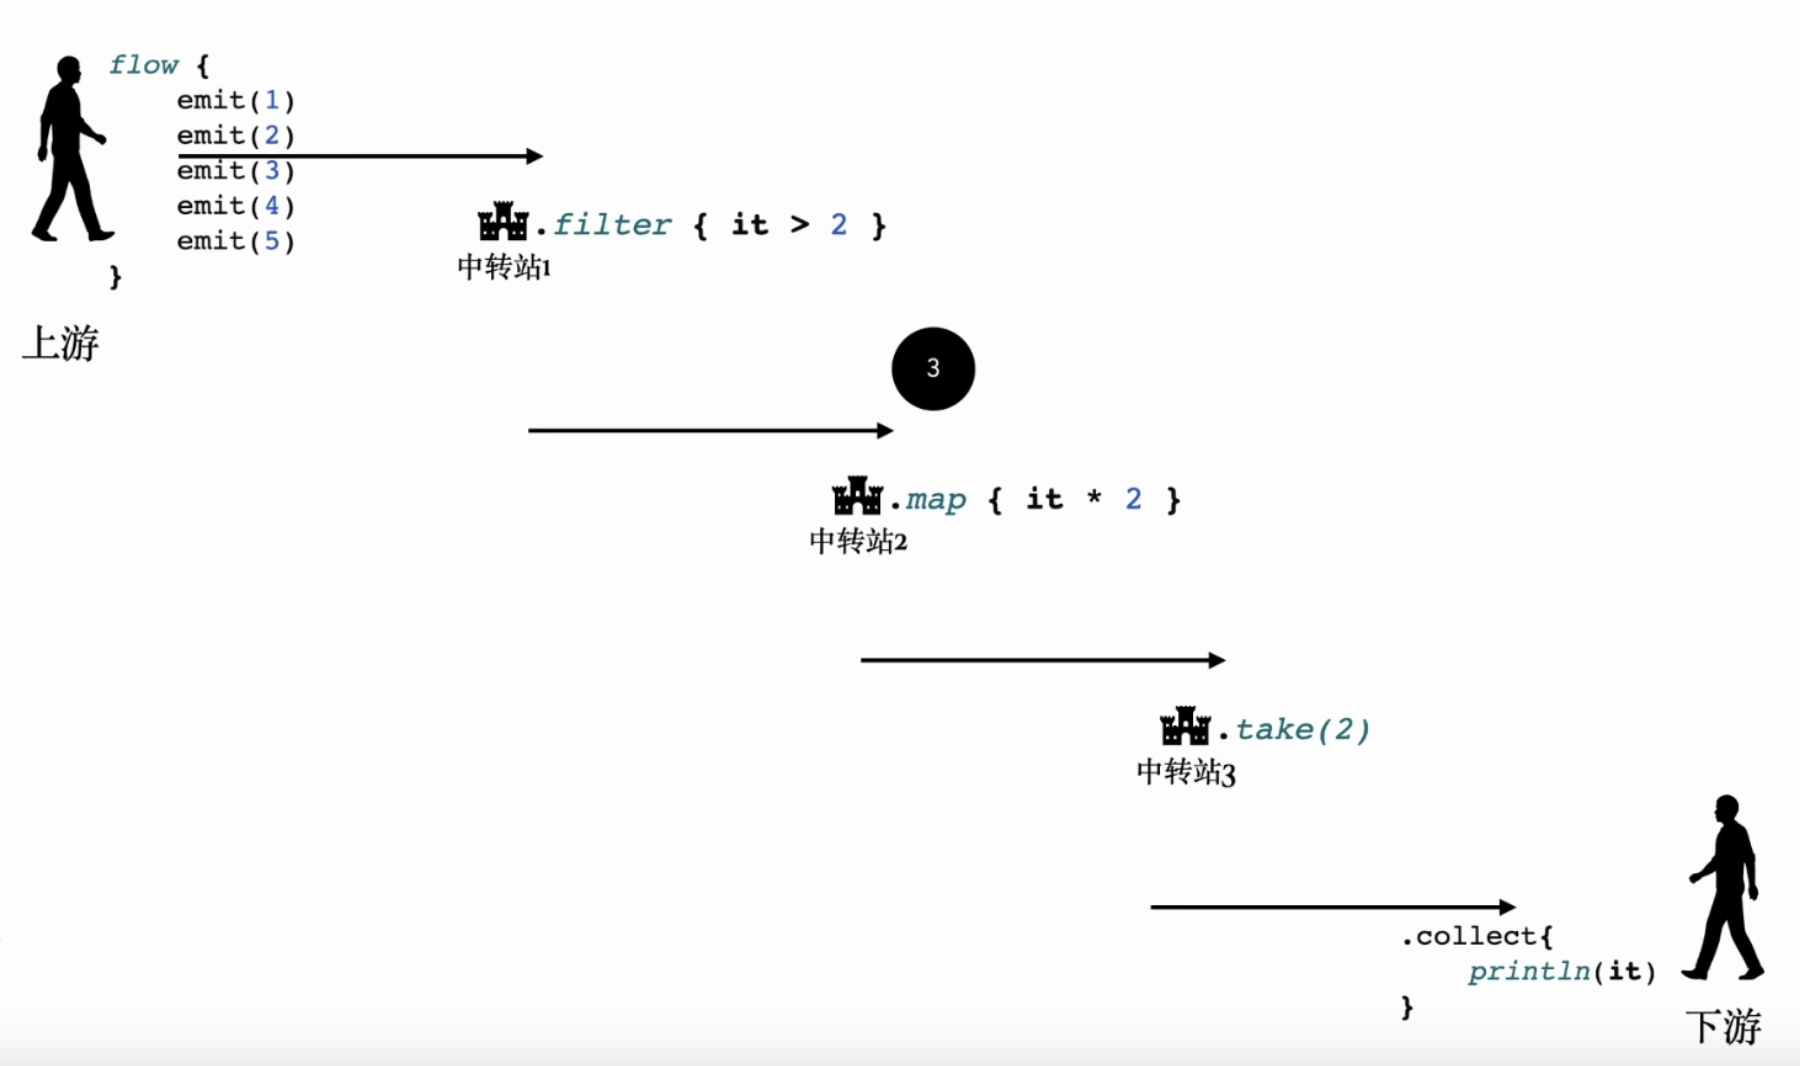 flow {
emit(1)
emit(2)
emit(3)
emit(4)
emit(5)
}
上游
.filter { it > 2 }
中转站1
3
.map { it * 2 }
中转站2
.take(2)
中转站3
.collect{
println(it)
}
下游